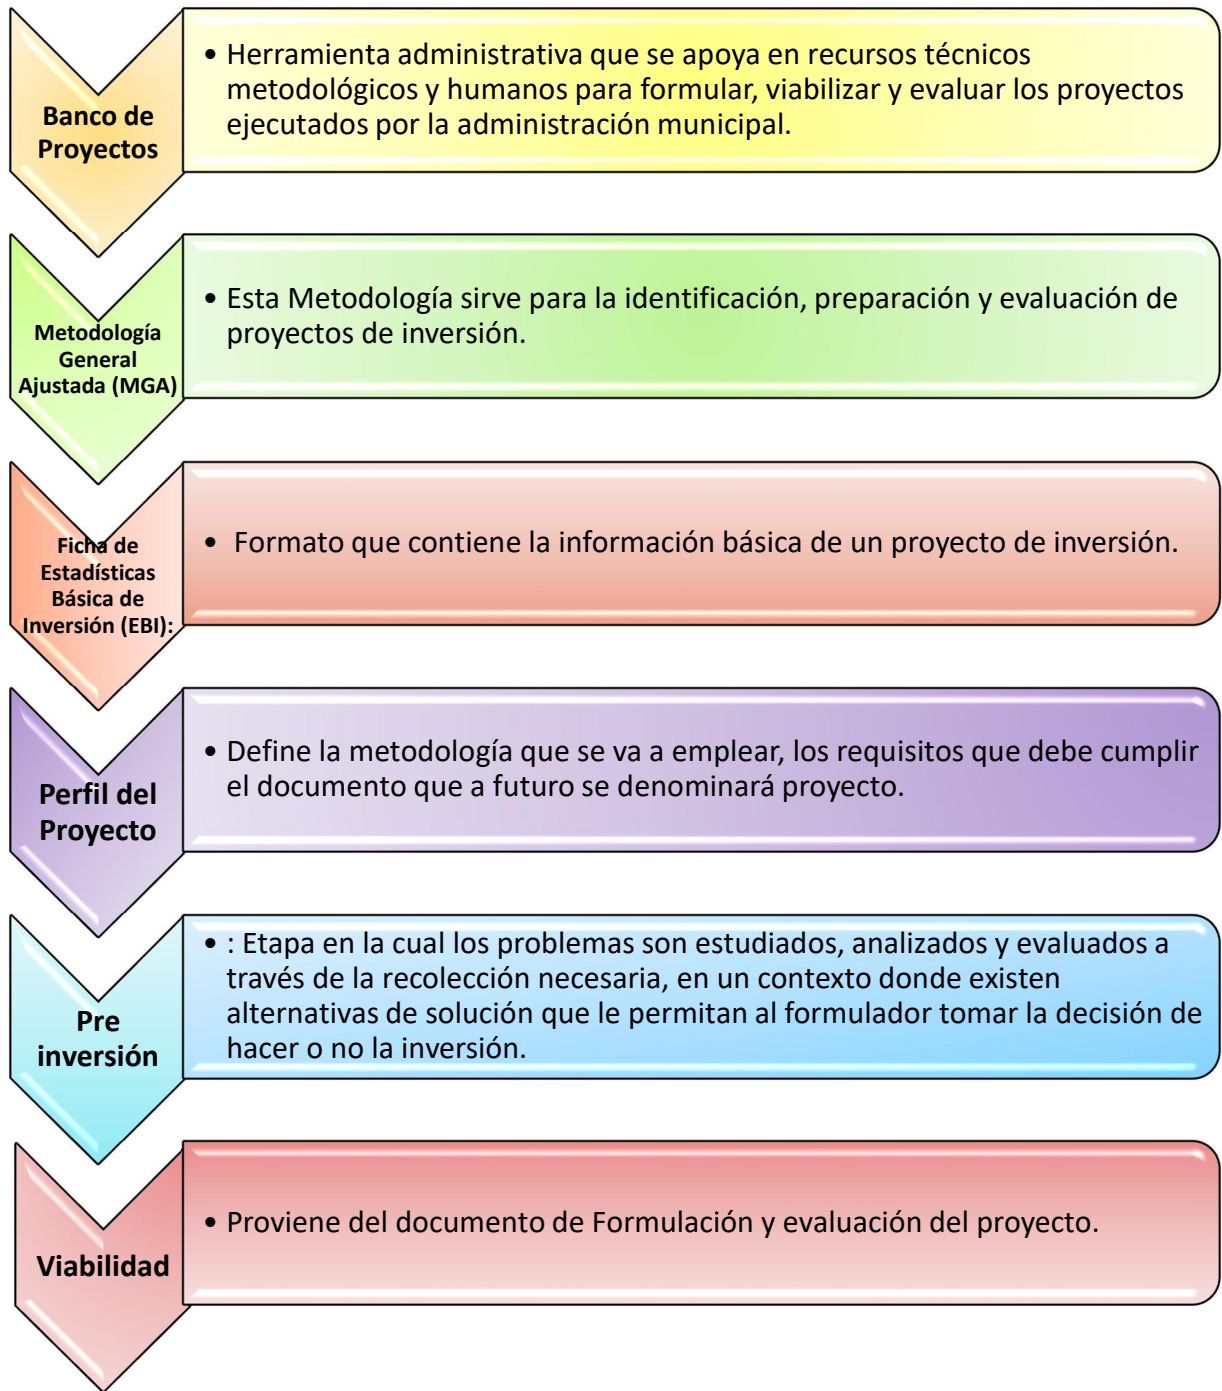 Banco de
Proyectos
• Herramienta administrativa que se apoya en recursos técnicos
metodológicos y humanos para formular, viabilizar y evaluar los proyectos
ejecutados por la administración municipal.
Metodología
General
Ajustada (MGA)
• Esta Metodología sirve para la identificación, preparación y evaluación de
proyectos de inversión.
Ficha de
Estadísticas
Básica de
Inversión (EBI):
• Formato que contiene la información básica de un proyecto de inversión.
Perfil del
Proyecto
• Define la metodología que se va a emplear, los requisitos que debe cumplir
el documento que a futuro se denominará proyecto.
Pre
inversión
• : Etapa en la cual los problemas son estudiados, analizados y evaluados a
través de la recolección necesaria, en un contexto donde existen
alternativas de solución que le permitan al formulador tomar la decisión de
hacer o no la inversión.
Viabilidad
• Proviene del documento de Formulación y evaluación del proyecto.